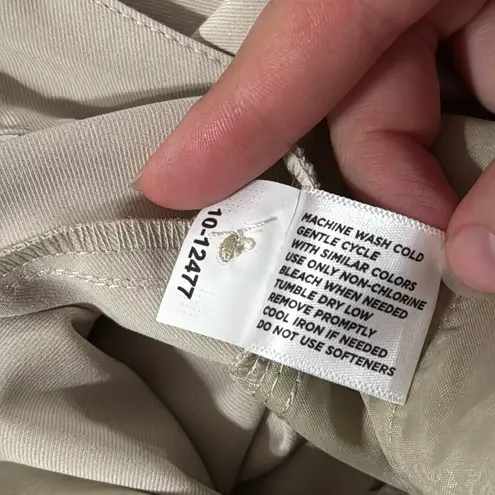 10-12477
MACHINE WASH COLD
GENTLE CYCLE
WITH SIMILAR COLORS
USE ONLY NON-CHLORINE
BLEACH WHEN NEEDED
TUMBLE DRY LOW
REMOVE PROMPTLY
COOL IRON IF NEEDED
DO NOT USE SOFTENERS